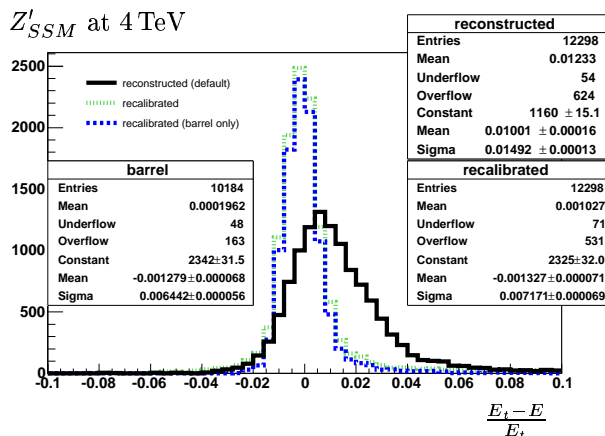 Z'_SSM at 4 TeV
reconstructed
Entries 12298
Mean 0.01233
Underflow 54
Overflow 624
Constant 1160 ± 15.1
Mean 0.01001 ± 0.00016
Sigma 0.01492 ± 0.00013
reconstructed (default)
recalibrated
recalibrated (barrel only)
barrel
Entries 10184
Mean 0.0001962
Underflow 48
Overflow 163
Constant 2342±31.5
Mean -0.001279±0.000068
Sigma 0.006442±0.000056
recalibrated
Entries 12298
Mean 0.001027
Underflow 71
Overflow 531
Constant 2325±32.0
Mean -0.001327±0.000071
Sigma 0.007171±0.000069
2500
2000
1500
1000
500
0
-0.1 -0.08 -0.06 -0.04 -0.02 0 0.02 0.04 0.06 0.08 0.1
E_t - E
E_t